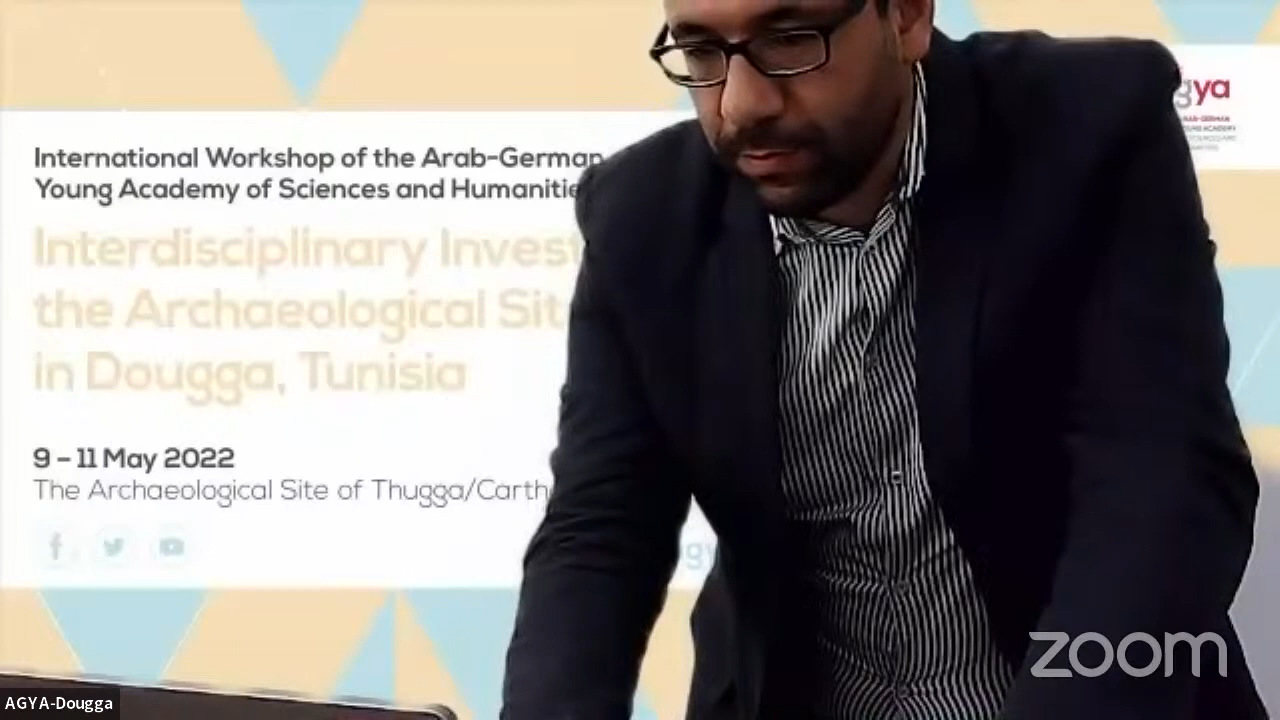 International Workshop of the Arab-German
Young Academy of Sciences and Humanitie
Interdisciplinary Invest
the Archaeological Sit
in Dougga, Tunisia
9 – 11 May 2022
The Archaeological Site of Thugga/Carth
gya
zoom
AGYA-Dougga